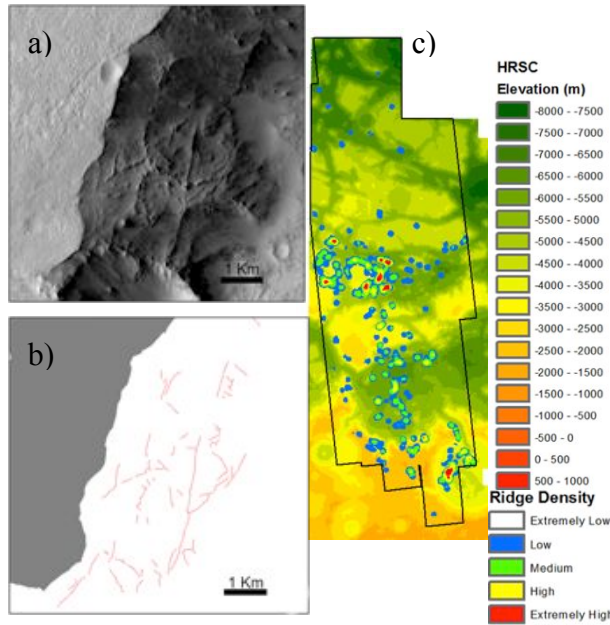 a)
1 Km
b)
1 Km
c)
HRSC
Elevation (m)
-8000 - -7500
-7500 - -7000
-7000 - -6500
-6500 - -6000
-6000 - -5500
-5500 - 5000
-5000 - -4500
-4500 - -4000
-4000 - -3500
-3500 - -3000
-3000 - -2500
-2500 - -2000
-2000 - -1500
-1500 - -1000
-1000 - -500
-500 - 0
0 - 500
500 - 1000
Ridge Density
Extremely Low
Low
Medium
High
Extremely High